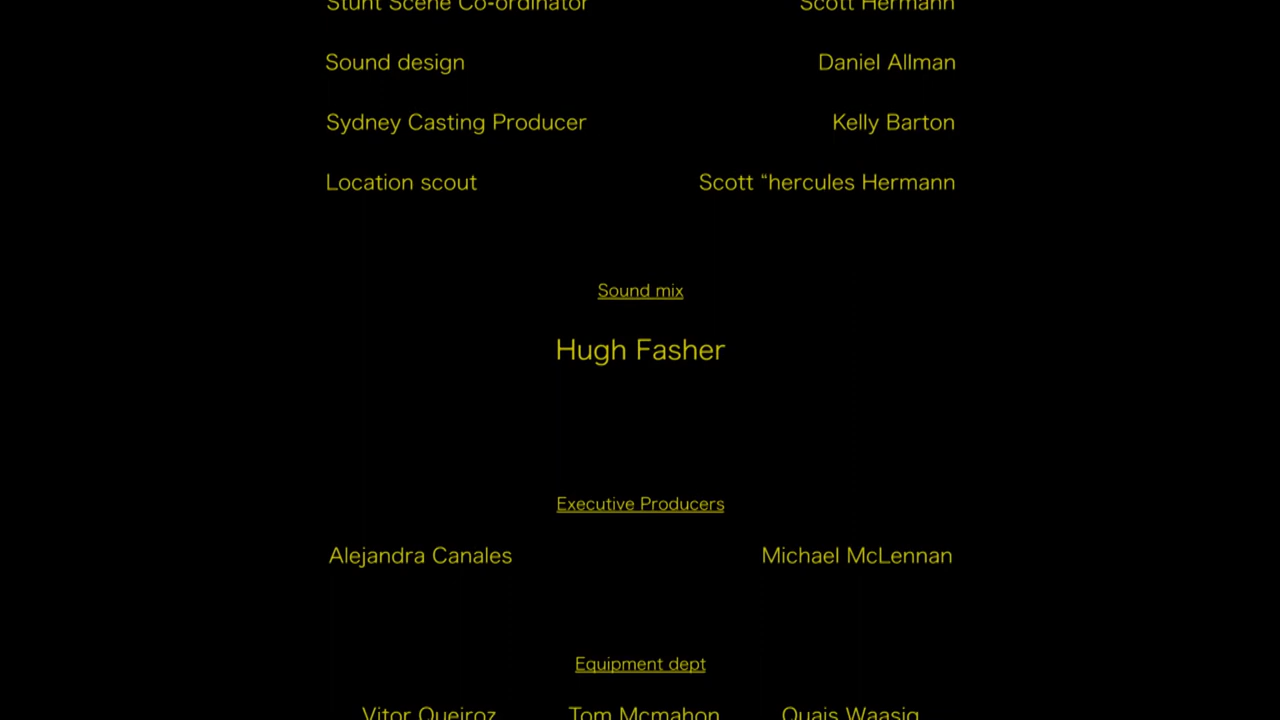 Stunt Scene Co-ordinator Scott Hermann
Sound design Daniel Allman
Sydney Casting Producer Kelly Barton
Location scout Scott “hercules Hermann
Sound mix
Hugh Fasher
Executive Producers
Alejandra Canales Michael McLennan
Equipment dept
Vitor Queiroz Tom Mcmahon Quais Waasiq